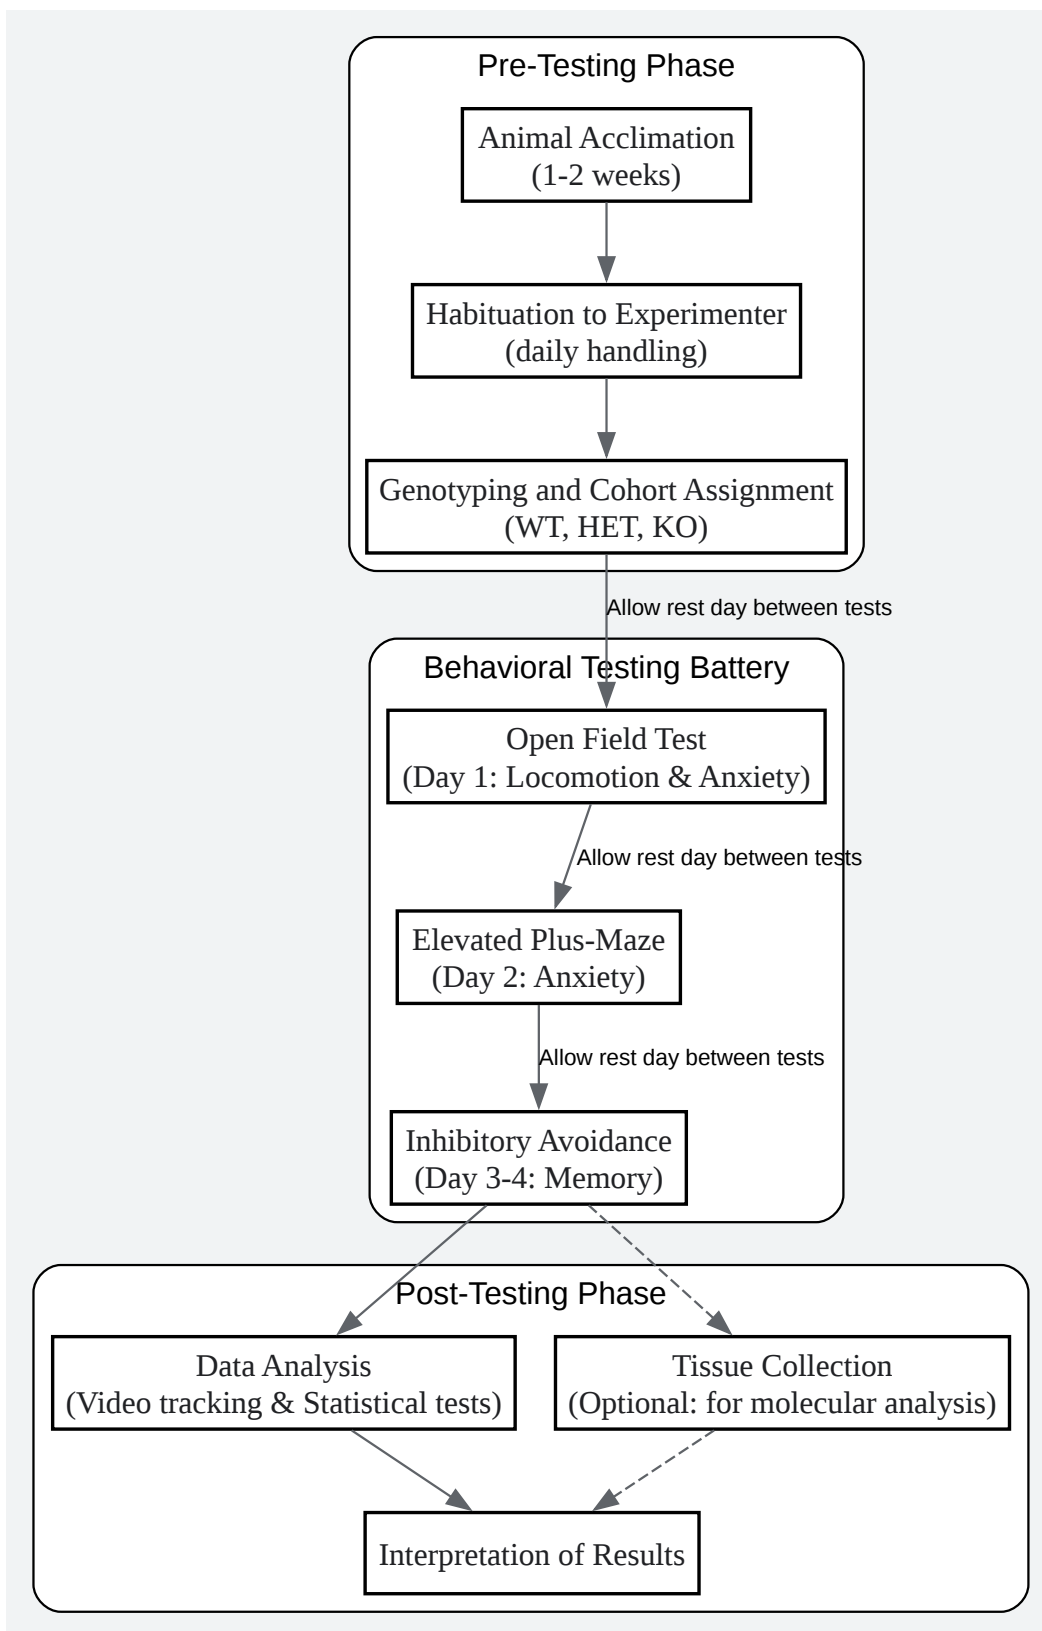 Pre-Testing Phase
Animal Acclimation
(1-2 weeks)
Habituation to Experimenter
(daily handling)
Genotyping and Cohort Assignment
(WT, HET, KO)
Allow rest day between tests
Behavioral Testing Battery
Open Field Test
(Day 1: Locomotion & Anxiety)
Allow rest day between tests
Elevated Plus-Maze
(Day 2: Anxiety)
Allow rest day between tests
Inhibitory Avoidance
(Day 3-4: Memory)
Post-Testing Phase
Data Analysis
(Video tracking & Statistical tests)
Tissue Collection
(Optional: for molecular analysis)
Interpretation of Results